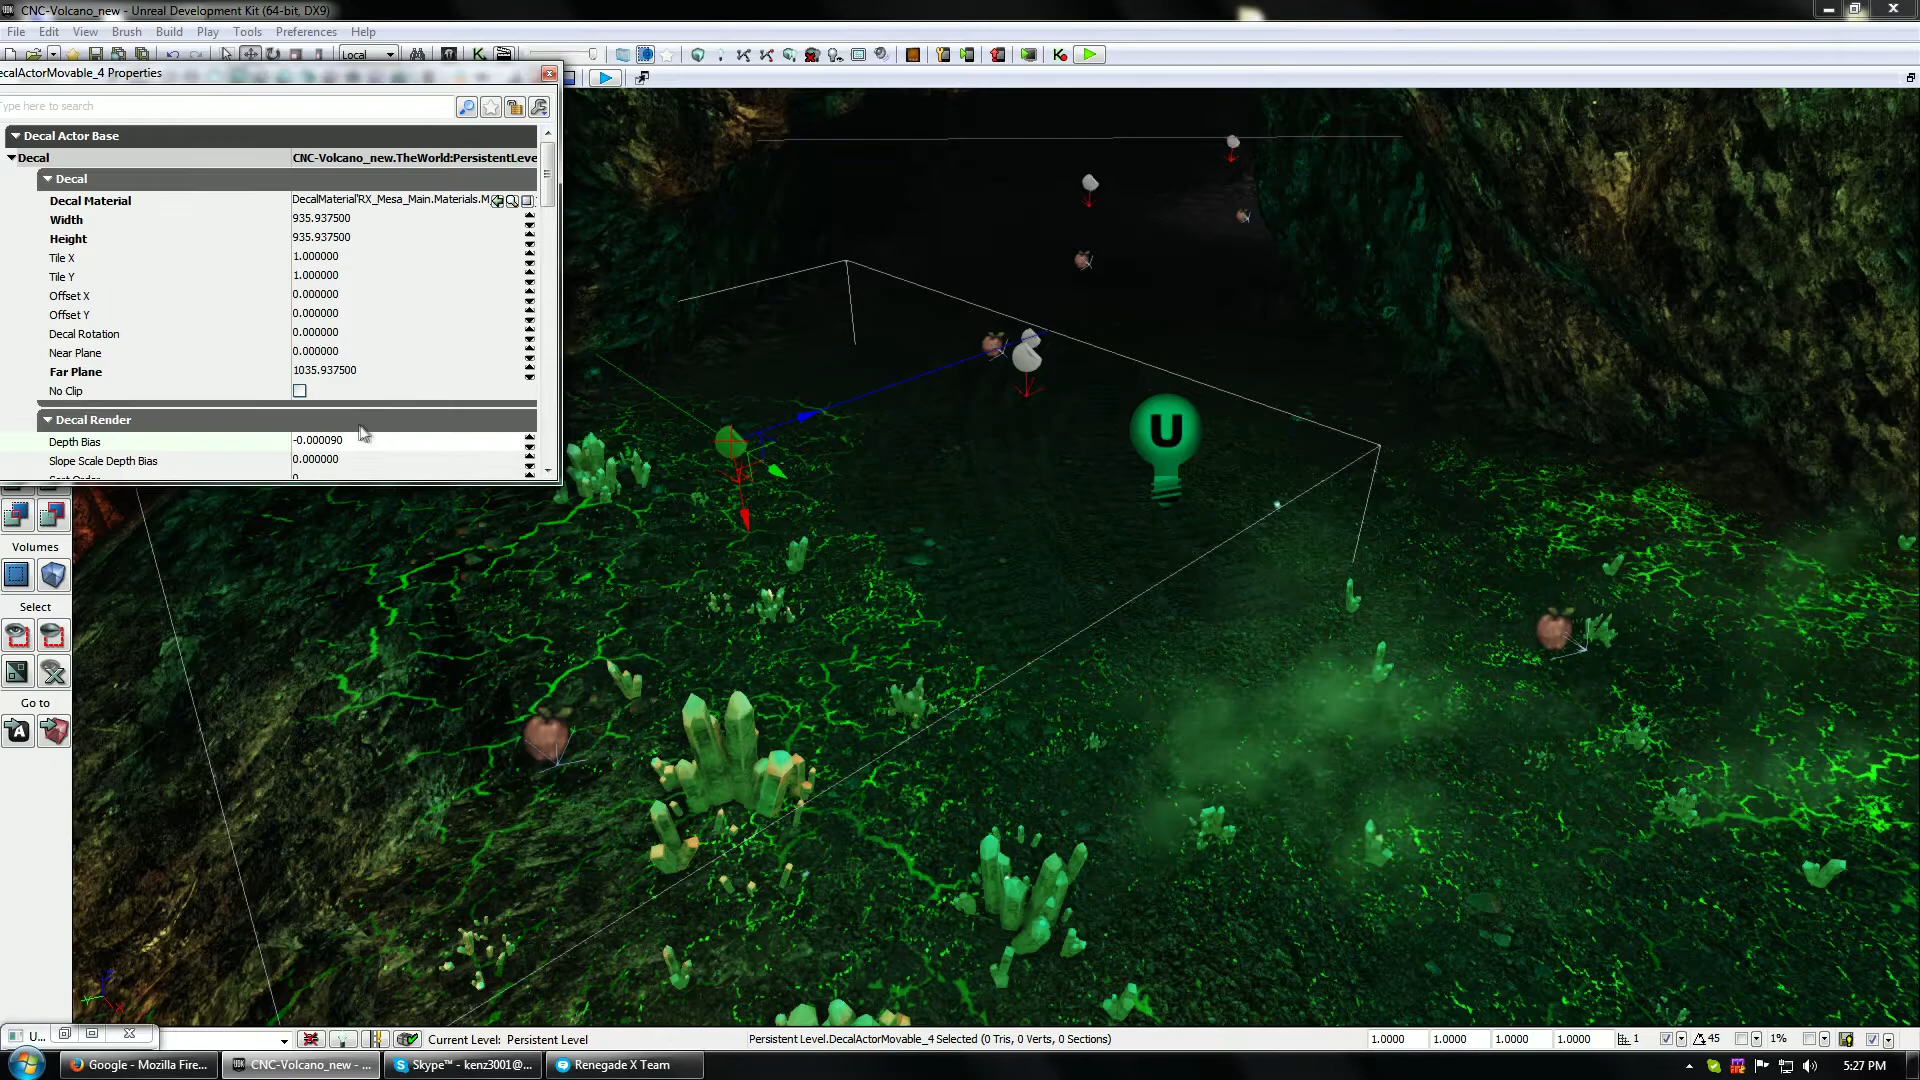 CNC-Volcano_new - Unreal Development Kit (64-bit, DX9)
File Edit View Brush Build Play Tools Preferences Help
Local
ecalActorMovable_4 Properties
Type here to search
Decal Actor Base
Decal CNC-Volcano_new.TheWorld:PersistentLeve
Decal
Decal Material DecalMaterial'RX_Mesa_Main.Materials.M
Width 935.937500
Height 935.937500
Tile X 1.000000
Tile Y 1.000000
Offset X 0.000000
Offset Y 0.000000
Decal Rotation 0.000000
Near Plane 0.000000
Far Plane 1035.937500
No Clip
Decal Render
Depth Bias -0.000090
Slope Scale Depth Bias 0.000000
U
Volumes
Select
Go to
U...
Current Level: Persistent Level
Persistent Level.DecalActorMovable_4 Selected (0 Tris, 0 Verts, 0 Sections)
1.0000 1.0000 1.0000 1.0000 1 45 1%
Google - Mozilla Fire...
CNC-Volcano_new - ...
Skype™ - kenz3001@...
Renegade X Team
5:27 PM